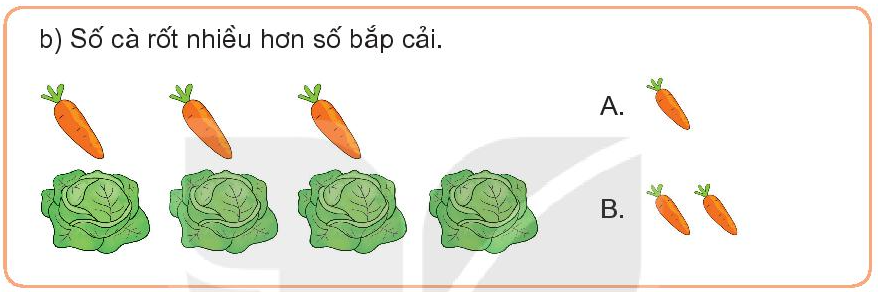 b) Số cà rốt nhiều hơn số bắp cải.
A.
B.